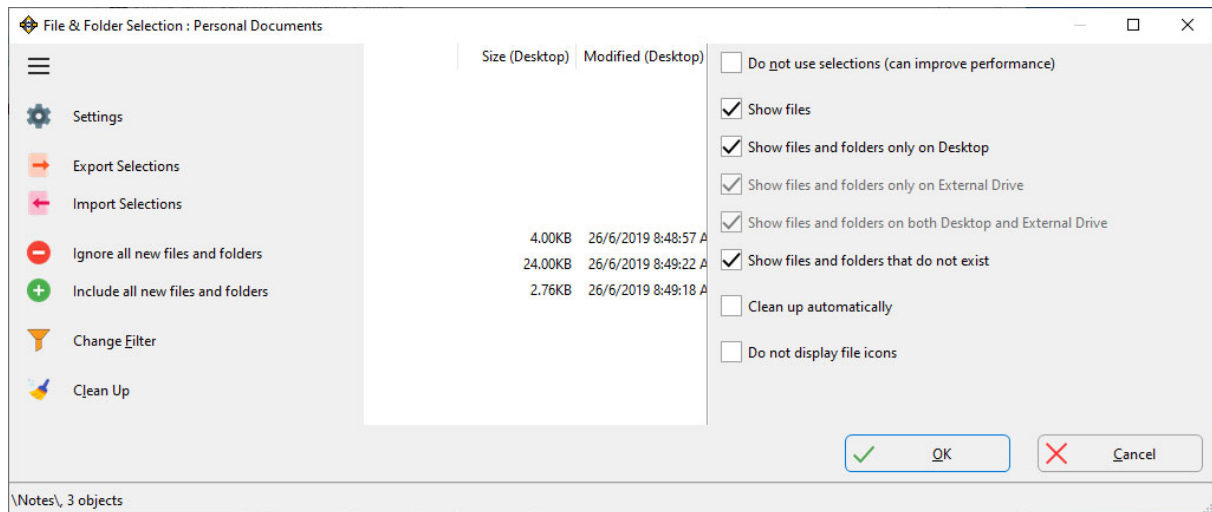 File & Folder Selection : Personal Documents
Settings
Export Selections
Import Selections
Ignore all new files and folders
Include all new files and folders
Change Filter
Clean Up
Size (Desktop) Modified (Desktop)
4.00KB 26/6/2019 8:48:57 A
24.00KB 26/6/2019 8:49:22 A
2.76KB 26/6/2019 8:49:18 A
Do not use selections (can improve performance)
Show files
Show files and folders only on Desktop
Show files and folders only on External Drive
Show files and folders on both Desktop and External Drive
Show files and folders that do not exist
Clean up automatically
Do not display file icons
OK
Cancel
\Notes\, 3 objects